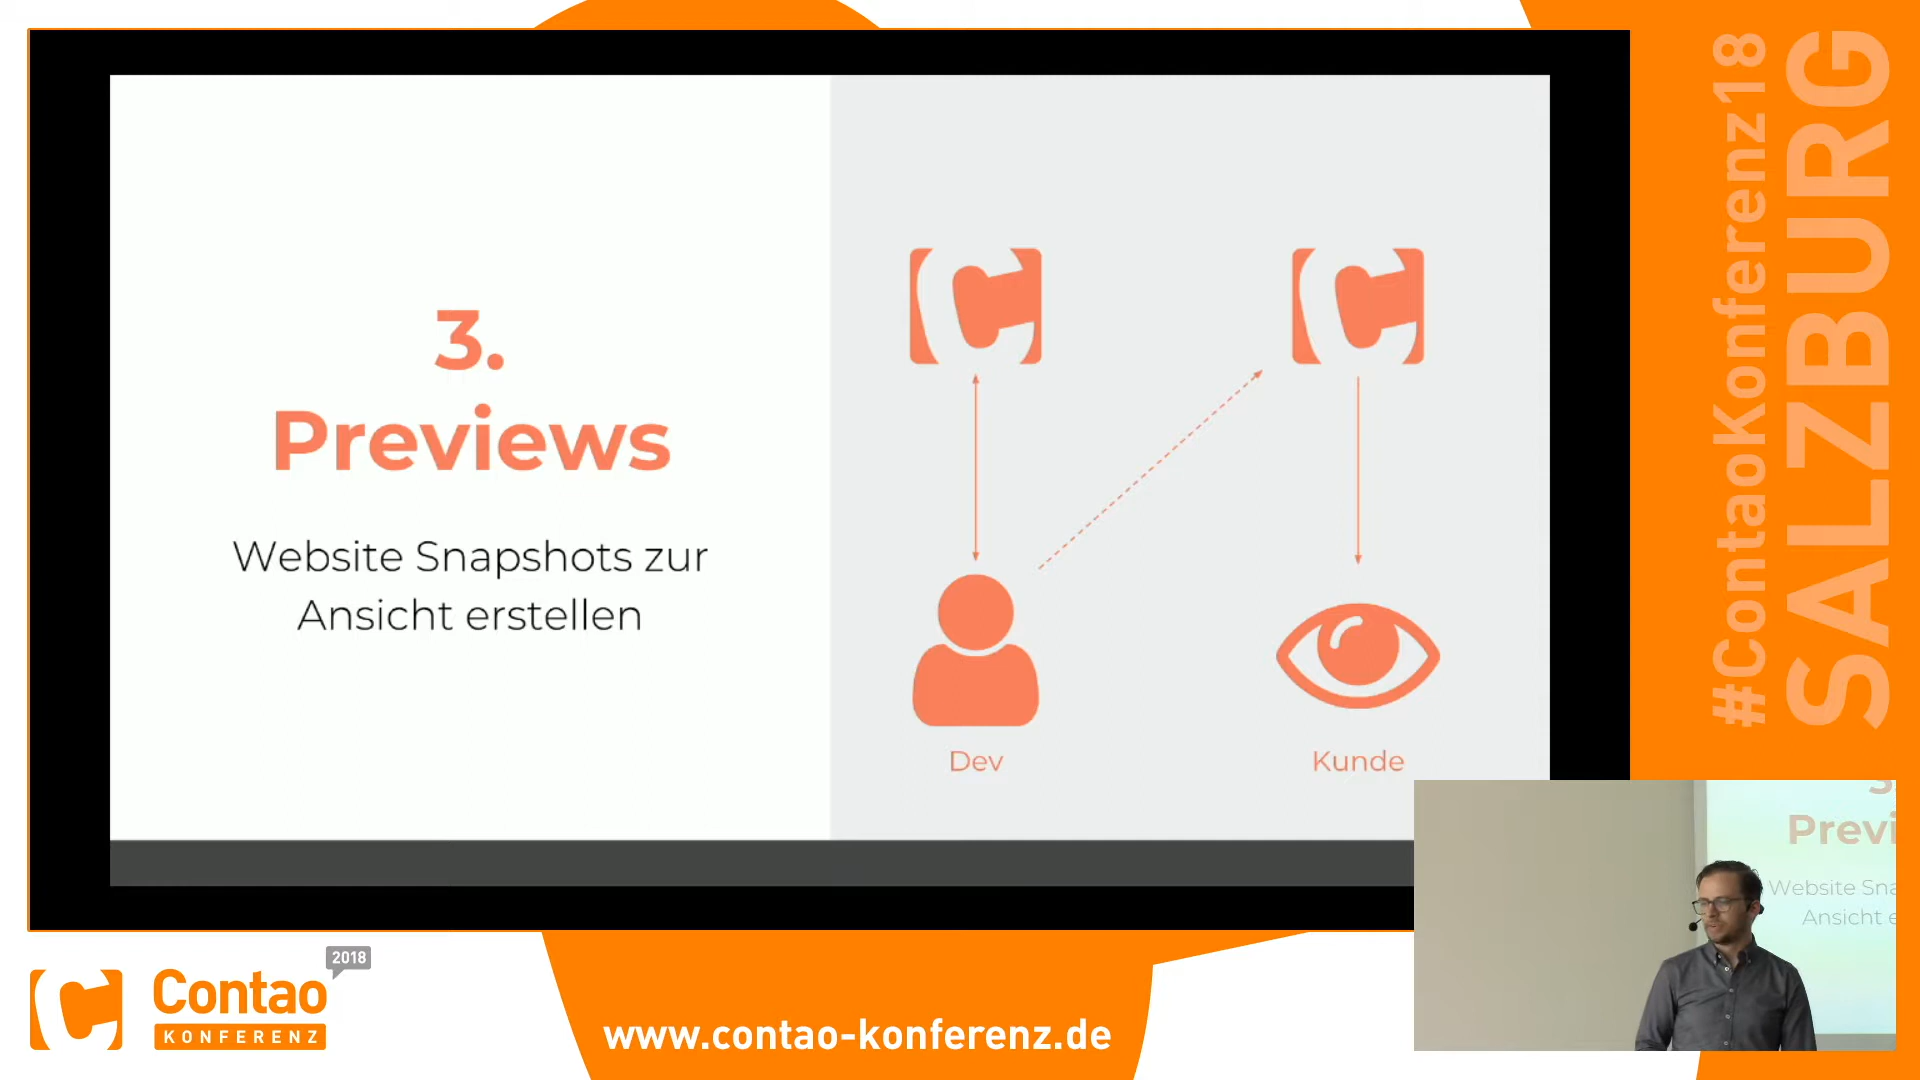 3.
Previews
Website Snapshots zur
Ansicht erstellen
Dev
Kunde
#ContaoKonferenz18
SALZBURG
3.
Previ
Website Sna
Ansicht e
2018
Contao
KONFERENZ
www.contao-konferenz.de